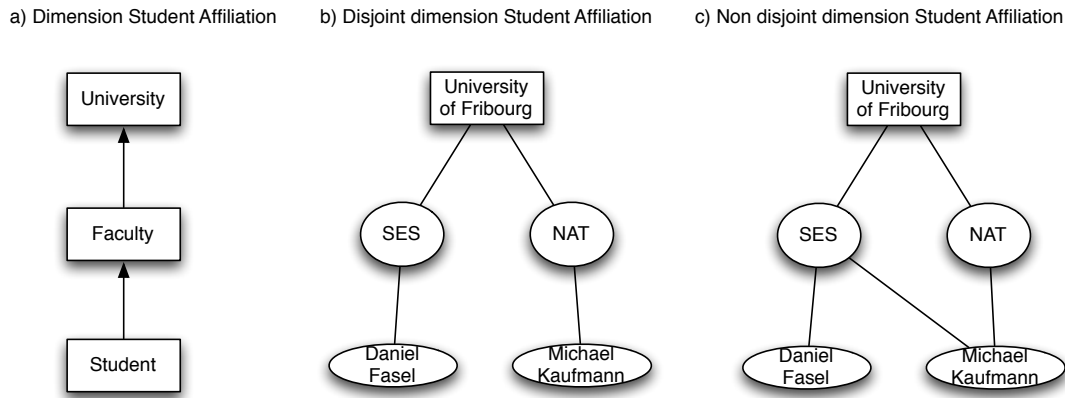 a) Dimension Student Affiliation
University
Faculty
Student
b) Disjoint dimension Student Affiliation
University
of Fribourg
SES
NAT
Daniel
Fasel
Michael
Kaufmann
c) Non disjoint dimension Student Affiliation
University
of Fribourg
SES
NAT
Daniel
Fasel
Michael
Kaufmann